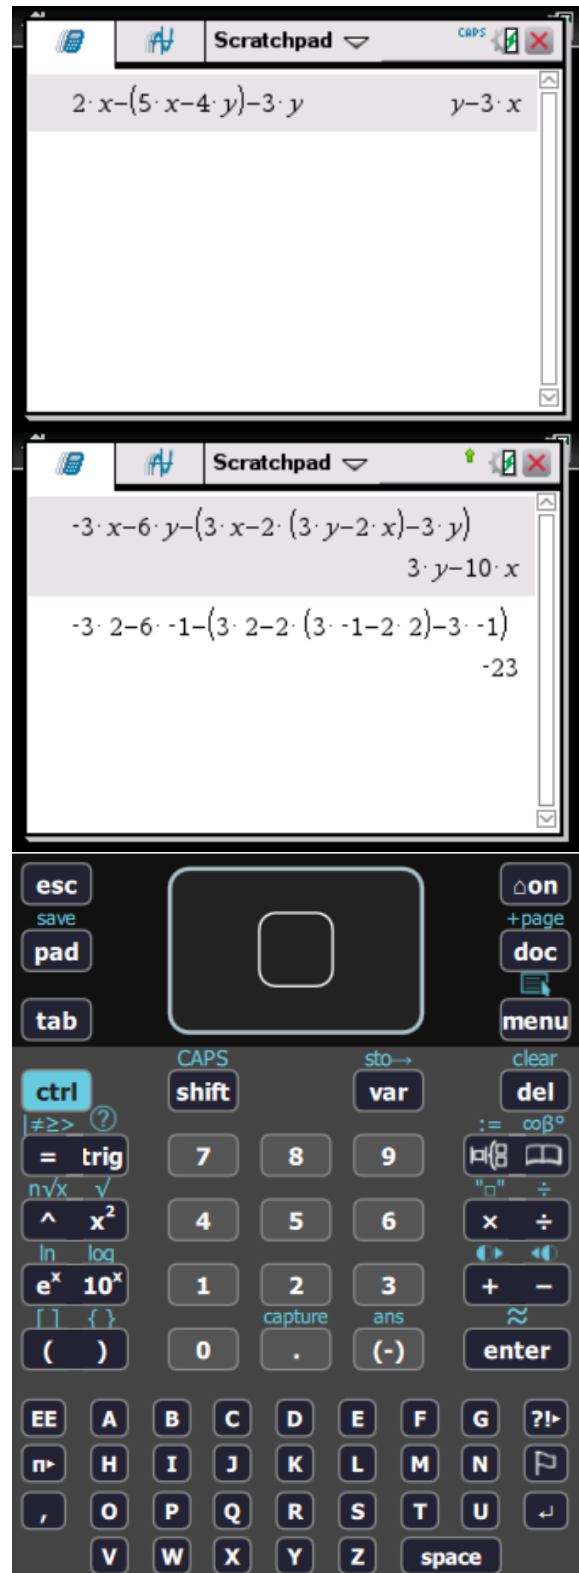 Scratchpad CAPS
2· x−(5· x−4· y)−3· y y−3· x
Scratchpad
-3· x−6· y−(3· x−2· (3· y−2· x)−3· y)
3· y−10· x
-3· 2−6· -1−(3· 2−2· (3· -1−2· 2)−3· -1)
-23
esc ⌂on
save +page
pad doc
tab menu
CAPS sto→ clear
ctrl shift var del
|≠≥> ? := ∞β°
= trig 7 8 9
n√x √ "□" ÷
^ x² 4 5 6 × ÷
ln log
eˣ 10ˣ 1 2 3 + −
[ ] { } capture ans ≈
( ) 0 . (-) enter
EE A B C D E F G ?!▸
π▸ H I J K L M N
, O P Q R S T U ↵
V W X Y Z space